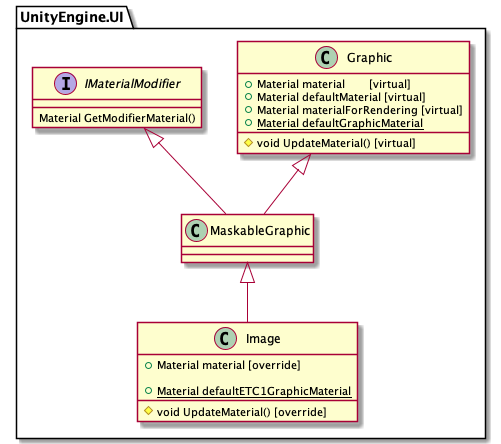 UnityEngine.UI
I IMaterialModifier
Material GetModifierMaterial()
C Graphic
Material material [virtual]
Material defaultMaterial [virtual]
Material materialForRendering [virtual]
Material defaultGraphicMaterial
void UpdateMaterial() [virtual]
C MaskableGraphic
C Image
Material material [override]
Material defaultETC1GraphicMaterial
void UpdateMaterial() [override]